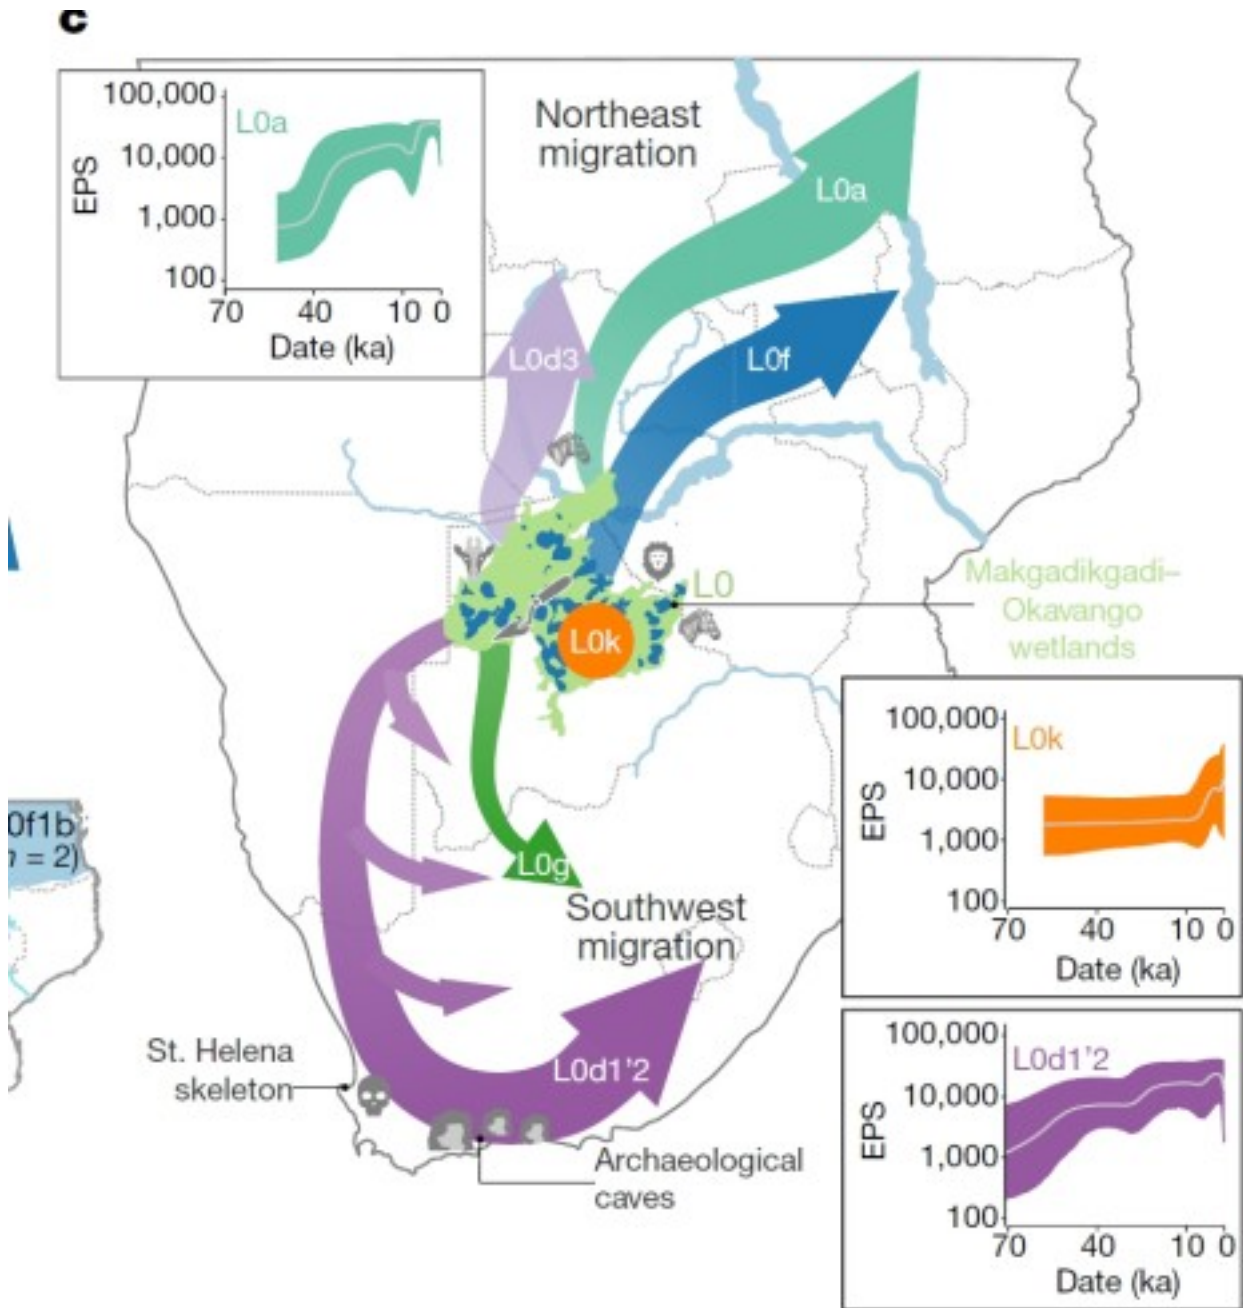 c
100,000
10,000
1,000
100
EPS
L0a
70 40 10 0
Date (ka)
Northeast
migration
L0a
L0d3
L0f
L0
L0k
Makgadikgadi–
Okavango
wetlands
L0g
Southwest
migration
L0d1’2
St. Helena
skeleton
Archaeological
caves
100,000
10,000
1,000
100
EPS
L0k
70 40 10 0
Date (ka)
100,000
10,000
1,000
100
EPS
L0d1’2
70 40 10 0
Date (ka)
0f1b
= 2)